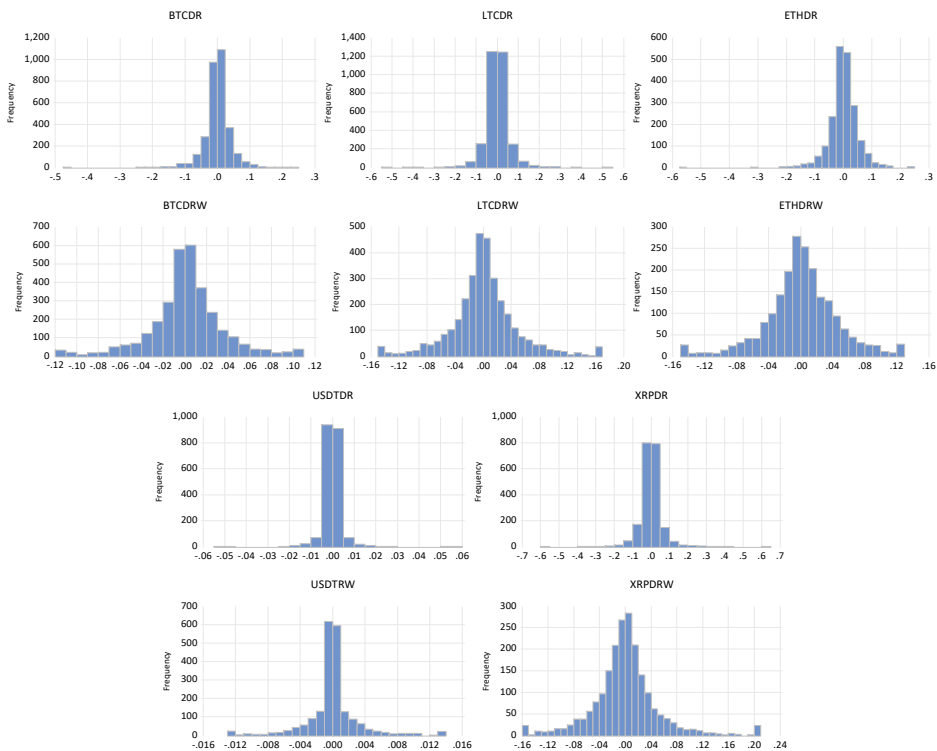 BTCDR
LTCDR
ETHDR
1,200
1,000
800
600
400
200
0
Frequency
-.5 -.4 -.3 -.2 -.1 .0 .1 .2 .3
1,400
1,200
1,000
800
600
400
200
0
Frequency
-.6 -.5 -.4 -.3 -.2 -.1 .0 .1 .2 .3 .4 .5 .6
600
500
400
300
200
100
0
Frequency
-.6 -.5 -.4 -.3 -.2 -.1 .0 .1 .2 .3
BTCDRW
LTCDRW
ETHDRW
700
600
500
400
300
200
100
0
Frequency
-.12 -.10 -.08 -.06 -.04 -.02 .00 .02 .04 .06 .08 .10 .12
500
400
300
200
100
0
Frequency
-.16 -.12 -.08 -.04 .00 .04 .08 .12 .16 .20
300
250
200
150
100
50
0
Frequency
-.16 -.12 -.08 -.04 .00 .04 .08 .12 .16
USDTDR
XRPDR
1,000
800
600
400
200
0
Frequency
-.06 -.05 -.04 -.03 -.02 -.01 .00 .01 .02 .03 .04 .05 .06
1,000
800
600
400
200
0
Frequency
-.7 -.6 -.5 -.4 -.3 -.2 -.1 .0 .1 .2 .3 .4 .5 .6 .7
USDTRW
XRPDRW
700
600
500
400
300
200
100
0
Frequency
-.016 -.012 -.008 -.004 .000 .004 .008 .012 .016
300
250
200
150
100
50
0
Frequency
-.16 -.12 -.08 -.04 .00 .04 .08 .12 .16 .20 .24